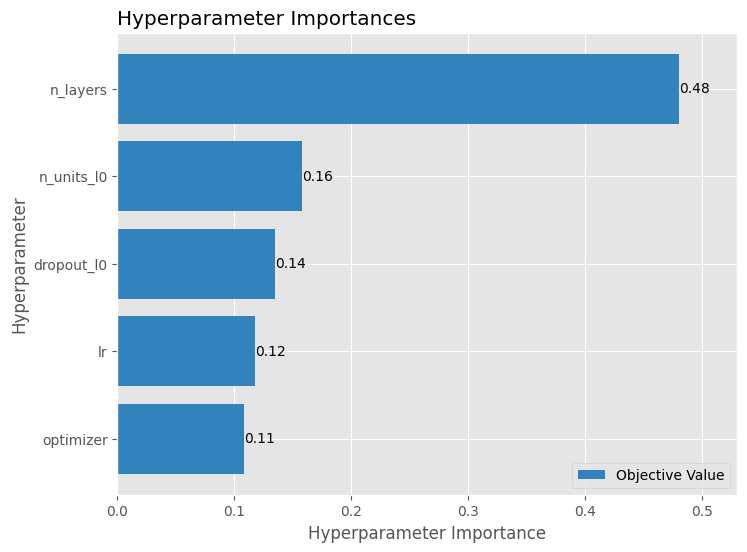 Hyperparameter Importances
Hyperparameter
n_layers
0.48
n_units_l0
0.16
dropout_l0
0.14
lr
0.12
optimizer
0.11
Objective Value
0.0 0.1 0.2 0.3 0.4 0.5
Hyperparameter Importance